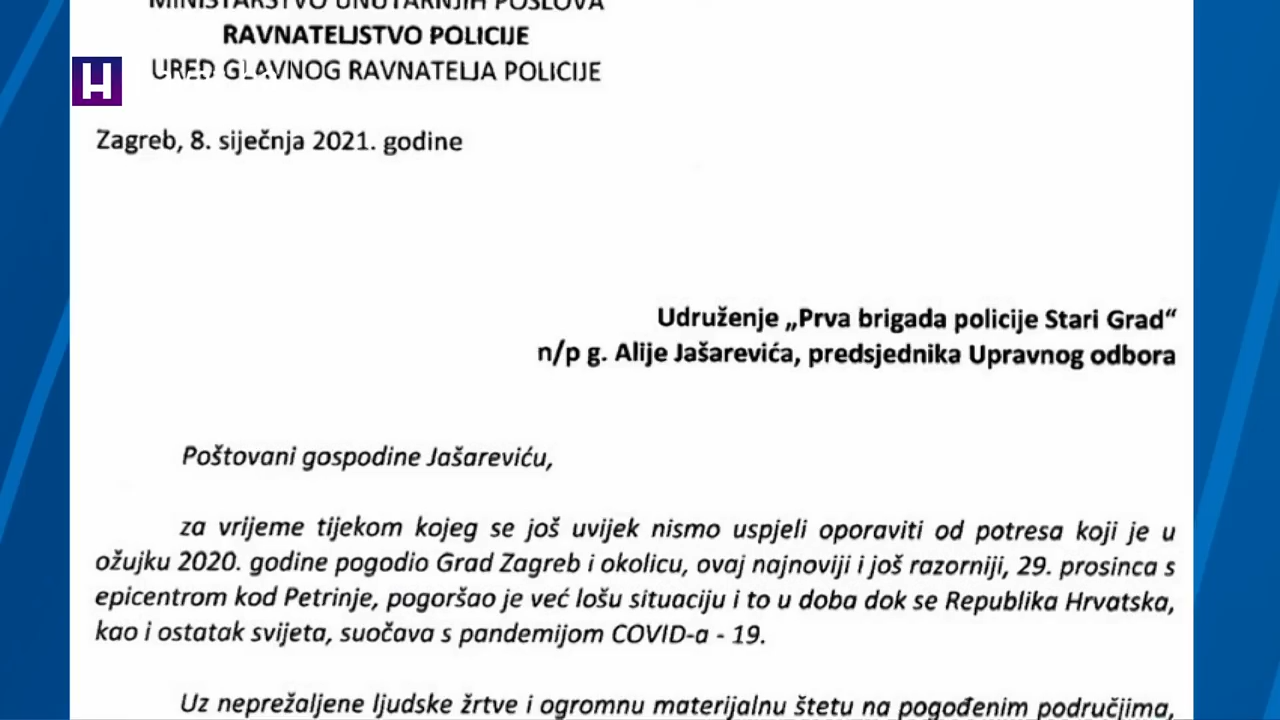 MINISTARSTVO UNUTARNJIH POSLOVA
RAVNATELJSTVO POLICIJE
URED GLAVNOG RAVNATELJA POLICIJE
H
Zagreb, 8. siječnja 2021. godine
Udruženje „Prva brigada policije Stari Grad“
n/p g. Alije Jašarevića, predsjednika Upravnog odbora
Poštovani gospodine Jašareviću,
za vrijeme tijekom kojeg se još uvijek nismo uspjeli oporaviti od potresa koji je u
ožujku 2020. godine pogodio Grad Zagreb i okolicu, ovaj najnoviji i još razorniji, 29. prosinca s
epicentrom kod Petrinje, pogoršao je već lošu situaciju i to u doba dok se Republika Hrvatska,
kao i ostatak svijeta, suočava s pandemijom COVID-a - 19.
Uz neprežaljene ljudske žrtve i ogromnu materijalnu štetu na pogođenim područjima,